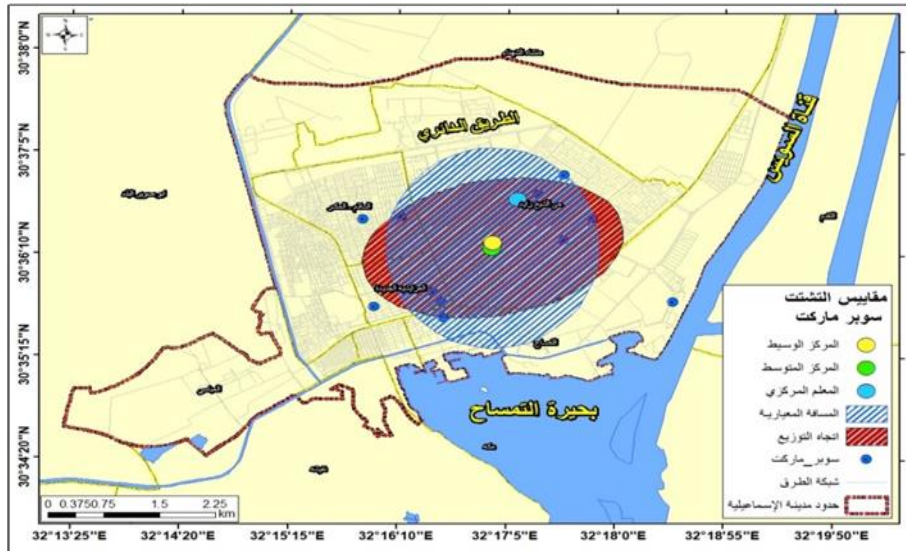 30°38'0"N
30°37'5"N
30°36'10"N
30°35'15"N
30°34'20"N
الطريق الدائري
قناة السويس
بحيرة التمساح
مقاييس التشتت
سوبر ماركت
المركز الوسيط
المركز المتوسط
المعلم المركزي
المسافة المعيارية
اتجاه التوزيع
سوبر_ماركت
شبكة الطرق
حدود مدينة الإسماعيلية
0 0.375 0.75 1.5 2.25
km
32°13'25"E 32°14'20"E 32°15'15"E 32°16'10"E 32°17'5"E 32°18'0"E 32°18'55"E 32°19'50"E